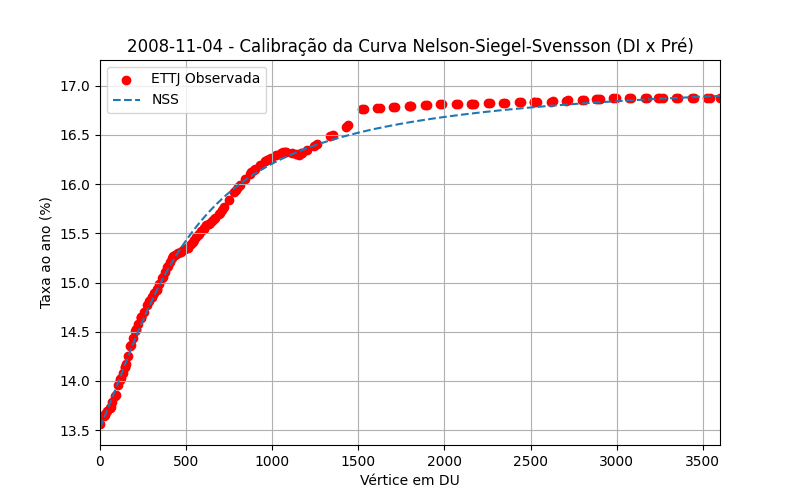 2008-11-04 - Calibração da Curva Nelson-Siegel-Svensson (DI x Pré)
ETTJ Observada
NSS
17.0
16.5
16.0
15.5
15.0
14.5
14.0
13.5
Taxa ao ano (%)
0 500 1000 1500 2000 2500 3000 3500
Vértice em DU